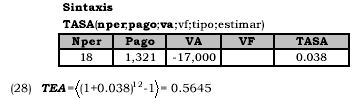 Sintaxis
TASA(nper;pago;va;vf;tipo;estimar)
Nper Pago VA VF TASA
18 1,321 -17,000 0.038
(28) TEA=⟨(1+0.038)¹²-1⟩= 0.5645